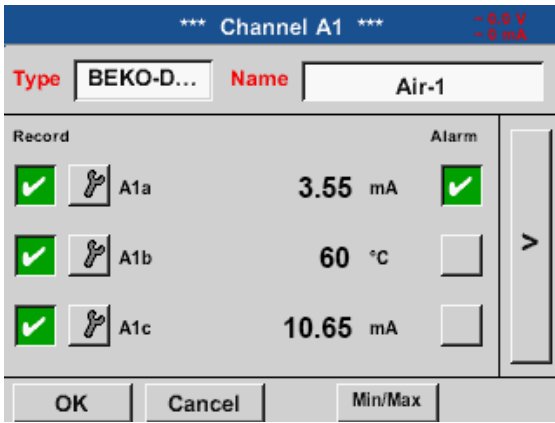 *** Channel A1 ***
~ 0.0 V
~ 0 mA
Type BEKO-D... Name Air-1
Record Alarm
A1a 3.55 mA
A1b 60 °C
>
A1c 10.65 mA
OK Cancel Min/Max